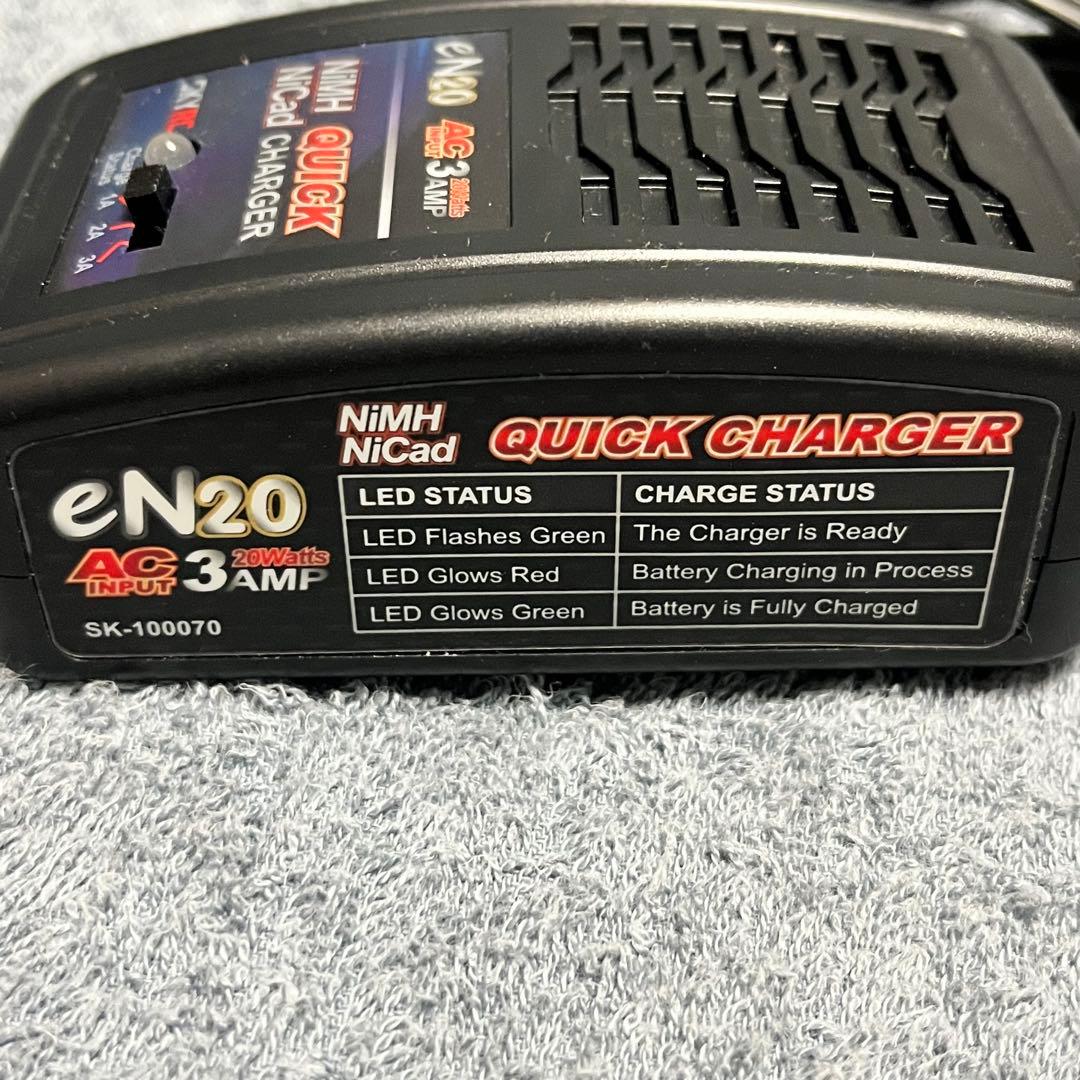 eN20
AC INPUT 3AMP 20Watts
NiMH QUICK
NiCad CHARGER
SKY RC
1A 2A 3A
NiMH
NiCad
QUICK CHARGER
eN20
AC INPUT 3AMP 20Watts
SK-100070
LED STATUS CHARGE STATUS
LED Flashes Green The Charger is Ready
LED Glows Red Battery Charging in Process
LED Glows Green Battery is Fully Charged